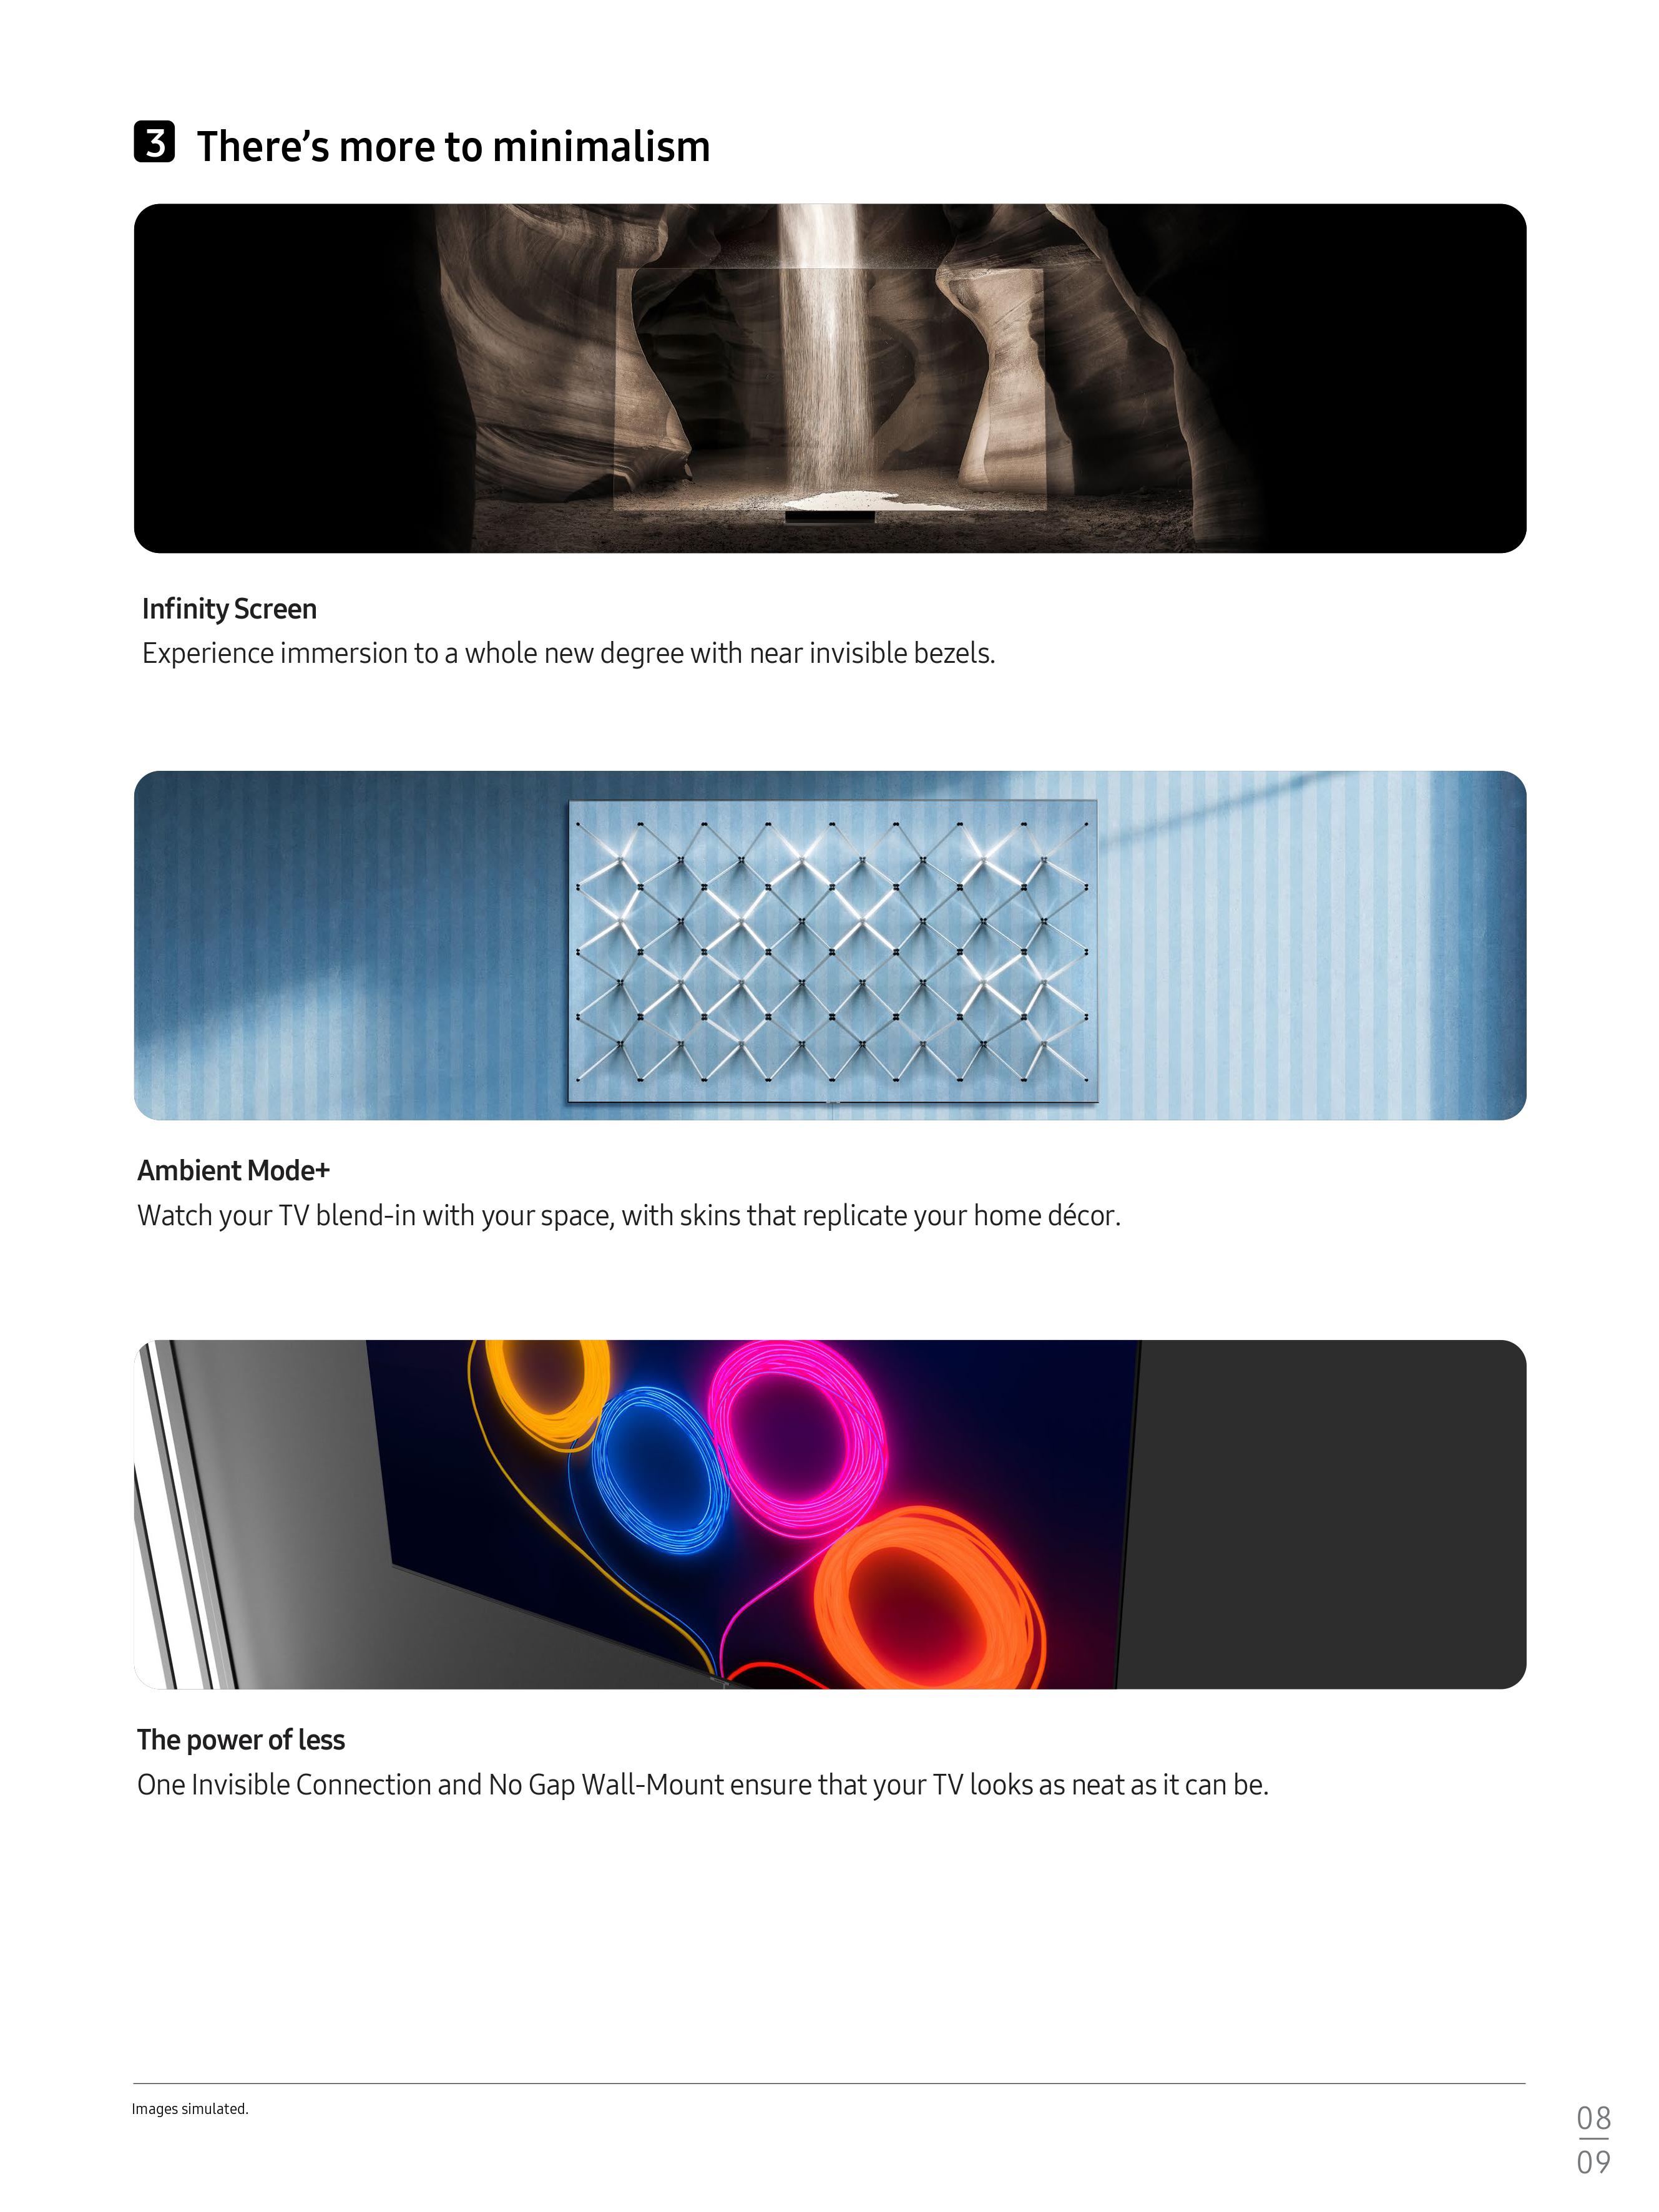 3 There’s more to minimalism
Infinity Screen
Experience immersion to a whole new degree with near invisible bezels.
Ambient Mode+
Watch your TV blend-in with your space, with skins that replicate your home décor.
The power of less
One Invisible Connection and No Gap Wall-Mount ensure that your TV looks as neat as it can be.
Images simulated.
08
09